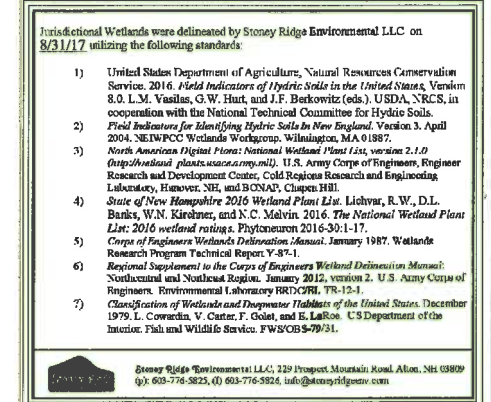 Jurisdictional Wetlands were delineated by Stoney Ridge Environmental LLC on
8/31/17 utilizing the following standards:
1) United States Department of Agriculture, Natural Resources Conservation
Service. 2016. Field Indicators of Hydric Soils in the United States, Version
8.0. L.M. Vasilas, G.W. Hurt, and J.F. Berkowitz (eds.). USDA, NRCS, in
cooperation with the National Technical Committee for Hydric Soils.
2) Field Indicators for Identifying Hydric Soils In New England. Version 3. April
2004. NEIWPCC Wetlands Workgroup. Wilmington, MA 01887.
3) North American Digital Flora: National Wetland Plant List, version 2.1.0
(http://wetland_plants.usace.army.mil). U.S. Army Corps of Engineers, Engineer
Research and Development Center, Cold Regions Research and Engineering
Laboratory, Hanover, NH, and BONAP, Chapen Hill.
4) State of New Hampshire 2016 Wetland Plant List. Lichvar, R.W., D.L.
Banks, W.N. Kirchner, and N.C. Melvin. 2016. The National Wetland Plant
List: 2016 wetland ratings. Phytoneuron 2016-30:1-17.
5) Corps of Engineers Wetlands Delineation Manual. January 1987. Wetlands
Research Program Technical Report Y-87-1.
6) Regional Supplement to the Corps of Engineers Wetland Delineation Manual:
Northcentral and Northeast Region. January 2012, version 2. U.S. Army Corps of
Engineers. Environmental Laboratory ERDC/EL TR-12-1.
7) Classification of Wetlands and Deepwater Habitats of the United States. December
1979. L. Cowardin, V. Carter, F. Golet, and E. LaRoe. US Department of the
Interior. Fish and Wildlife Service. FWS/OBS-79/31.
Stoney Ridge
Stoney Ridge Environmental LLC, 229 Prospect Mountain Road, Alton, NH 03809
(p): 603-776-5825, (f) 603-776-5826, info@stoneyridgeenv.com